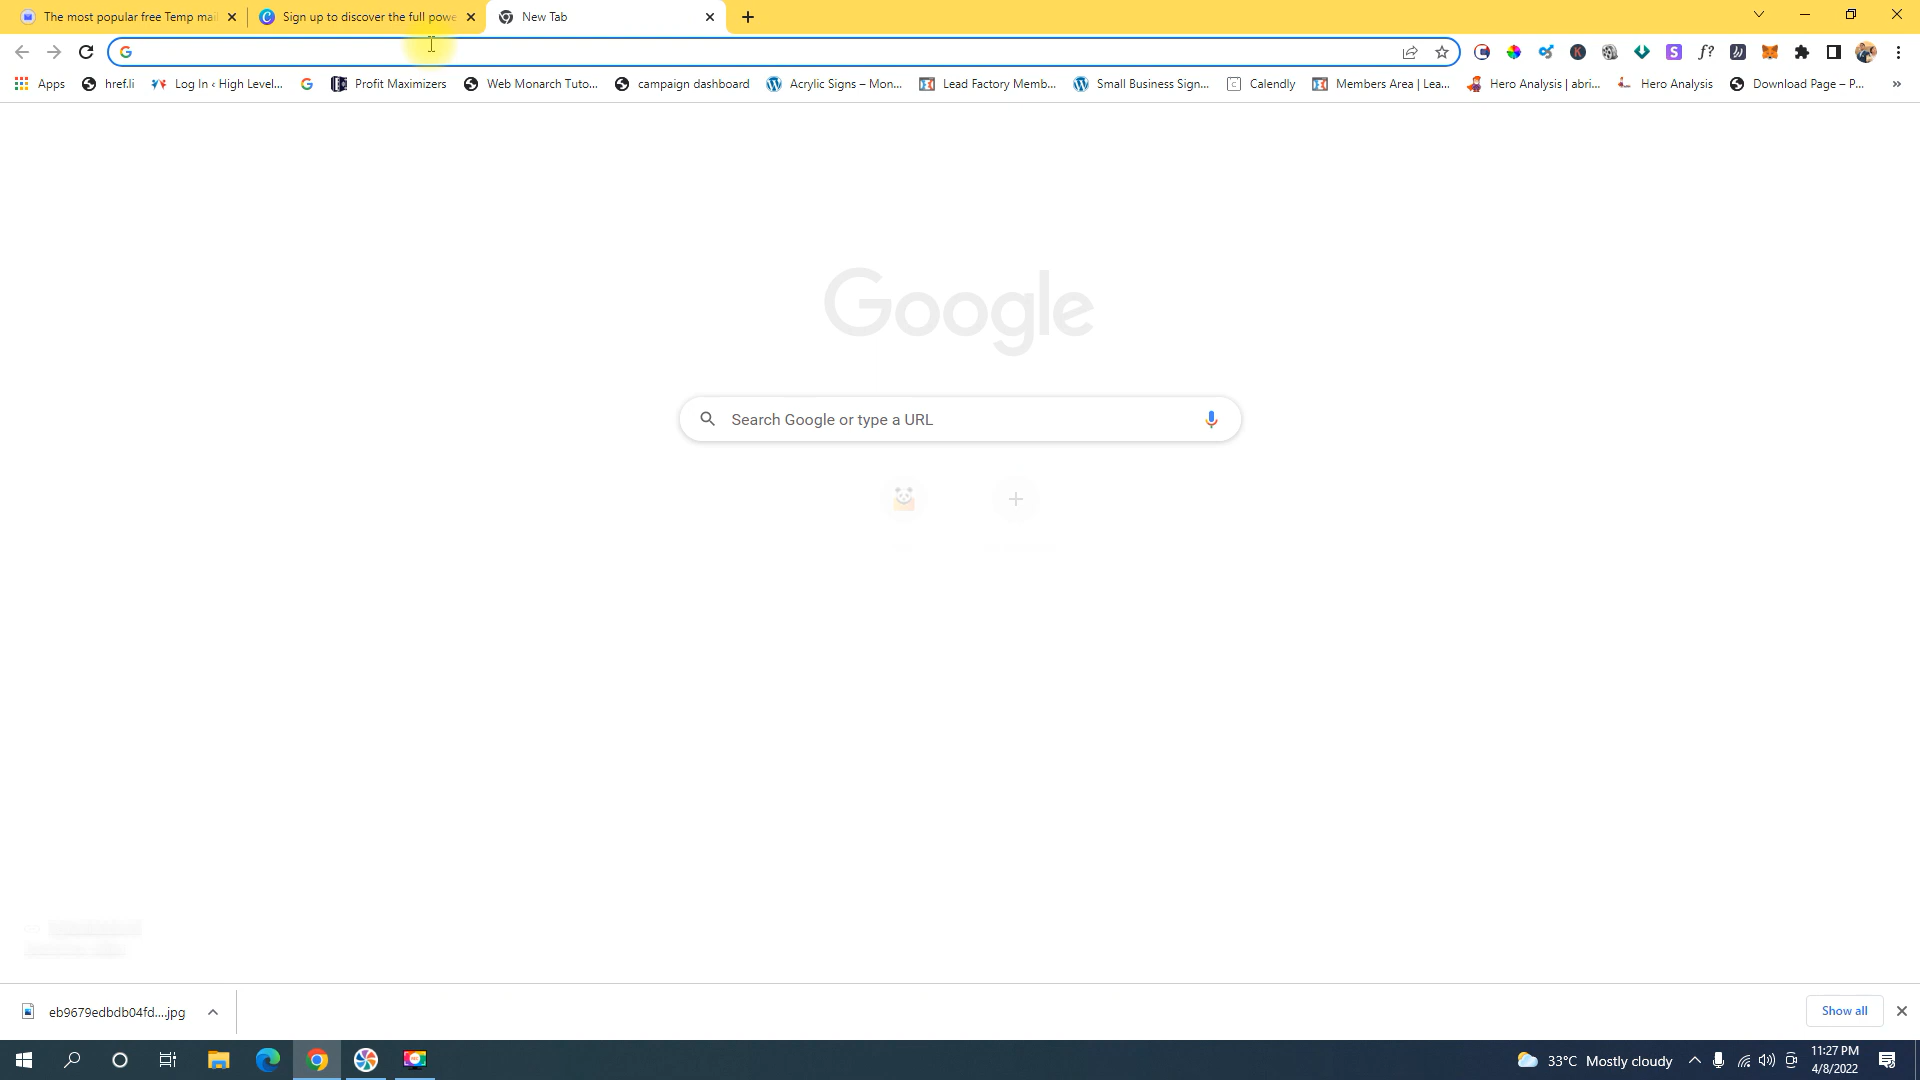 The most popular free Temp mai
Sign up to discover the full powe
New Tab
Apps
href.li
Log In ‹ High Level...
Profit Maximizers
Web Monarch Tuto...
campaign dashboard
Acrylic Signs – Mon...
Lead Factory Memb...
Small Business Sign...
Calendly
Members Area | Lea...
Hero Analysis | abri...
Hero Analysis
Download Page – P...
»
Google
Search Google or type a URL
eb9679edbdb04fd....jpg
Show all
33°C Mostly cloudy
11:27 PM
4/8/2022